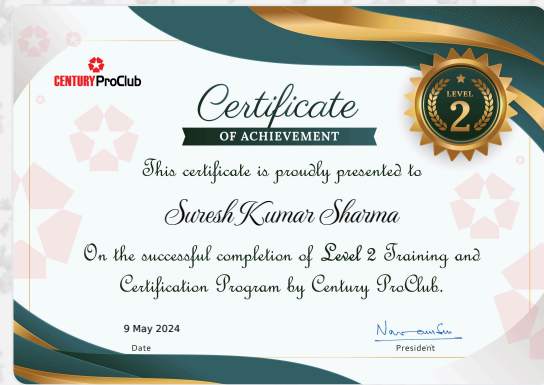 CENTURY ProClub
Certificate
OF ACHIEVEMENT
LEVEL
2
This certificate is proudly presented to
Suresh Kumar Sharma
On the successful completion of Level 2 Training and
Certification Program by Century ProClub.
9 May 2024
Date
President